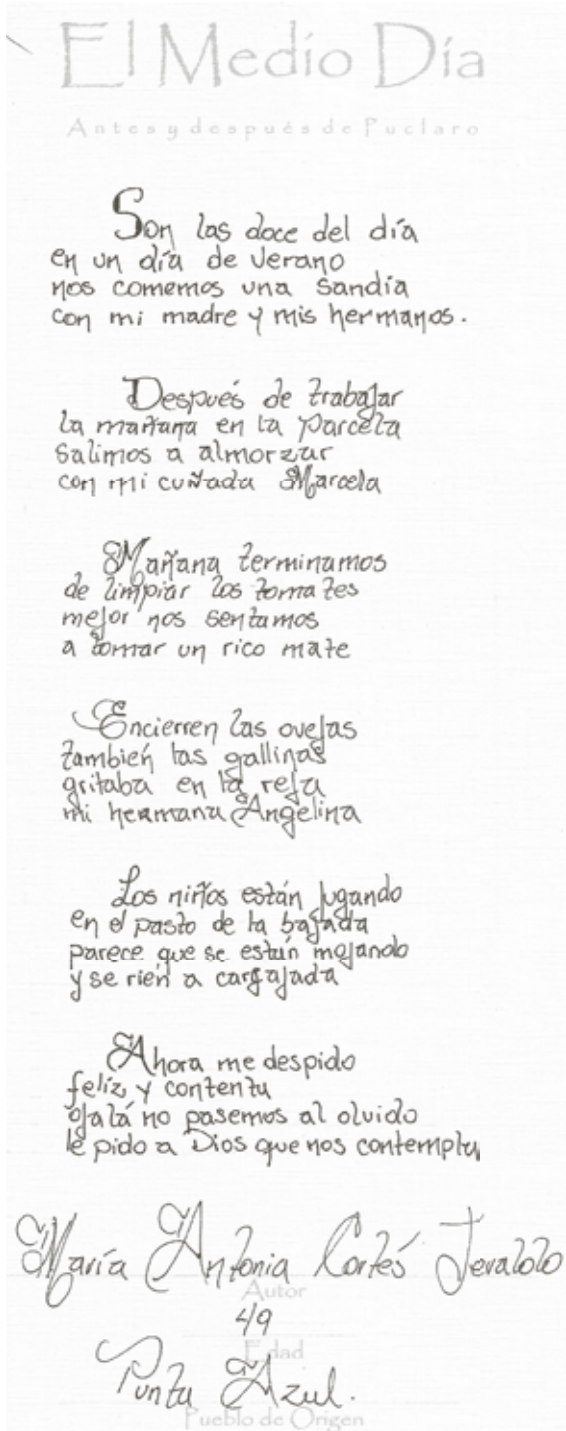 El Medio Día
Antes y después de Puclaro
Son las doce del día
en un día de verano
nos comemos una sandía
con mi madre y mis hermanos.
Después de trabajar
la mañana en la parcela
salimos a almorzar
con mi cuñada Marcela
Mañana terminamos
de limpiar los tomates
mejor nos sentamos
a tomar un rico mate
Encierren las ovejas
también las gallinas
gritaba en la reja
mi hermana Angelina
Los niños están jugando
en el pasto de la bajada
parece que se están mojando
y se rien a cargajada
Ahora me despido
feliz y contenta
ojalá no pasemos al olvido
le pido a Dios que nos contempla
María Antonia Cortés
Autor
49
Edad
Punta Azul.
Pueblo de Origen